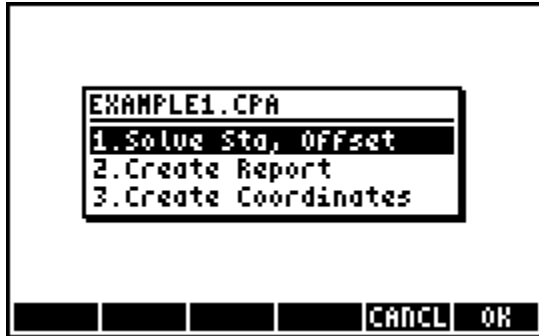 EXAMPLE1.CPA
1.Solve Sta, Offset
2.Create Report
3.Create Coordinates
CANCL OK